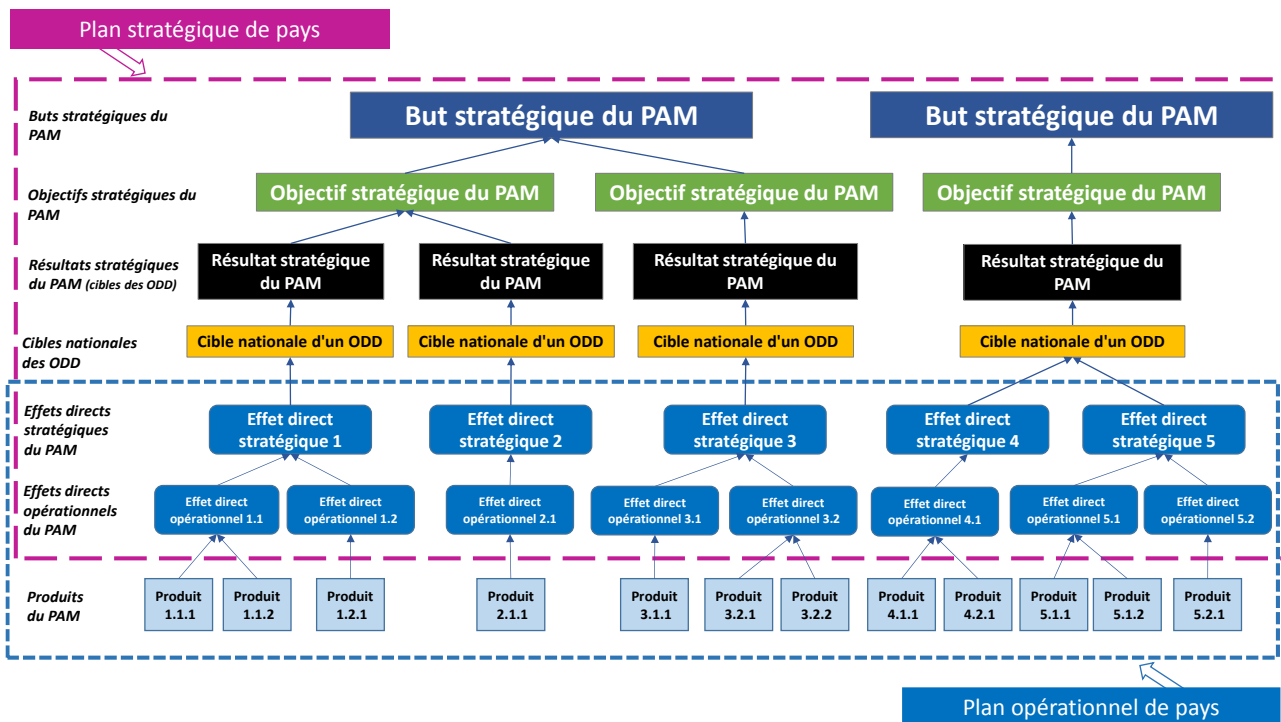 Plan stratégique de pays
Buts stratégiques du
PAM
But stratégique du PAM
But stratégique du PAM
Objectifs stratégiques du
PAM
Objectif stratégique du PAM
Objectif stratégique du PAM
Objectif stratégique du PAM
Résultats stratégiques
du PAM (cibles des ODD)
Résultat stratégique
du PAM
Résultat stratégique
du PAM
Résultat stratégique du
PAM
Résultat stratégique du
PAM
Cibles nationales
des ODD
Cible nationale d'un ODD
Cible nationale d'un ODD
Cible nationale d'un ODD
Cible nationale d'un ODD
Effets directs
stratégiques
du PAM
Effet direct
stratégique 1
Effet direct
stratégique 2
Effet direct
stratégique 3
Effet direct
stratégique 4
Effet direct
stratégique 5
Effets directs
opérationnels
du PAM
Effet direct
opérationnel 1.1
Effet direct
opérationnel 1.2
Effet direct
opérationnel 2.1
Effet direct
opérationnel 3.1
Effet direct
opérationnel 3.2
Effet direct
opérationnel 4.1
Effet direct
opérationnel 5.1
Effet direct
opérationnel 5.2
Produits
du PAM
Produit
1.1.1
Produit
1.1.2
Produit
1.2.1
Produit
2.1.1
Produit
3.1.1
Produit
3.2.1
Produit
3.2.2
Produit
4.1.1
Produit
4.2.1
Produit
5.1.1
Produit
5.1.2
Produit
5.2.1
Plan opérationnel de pays